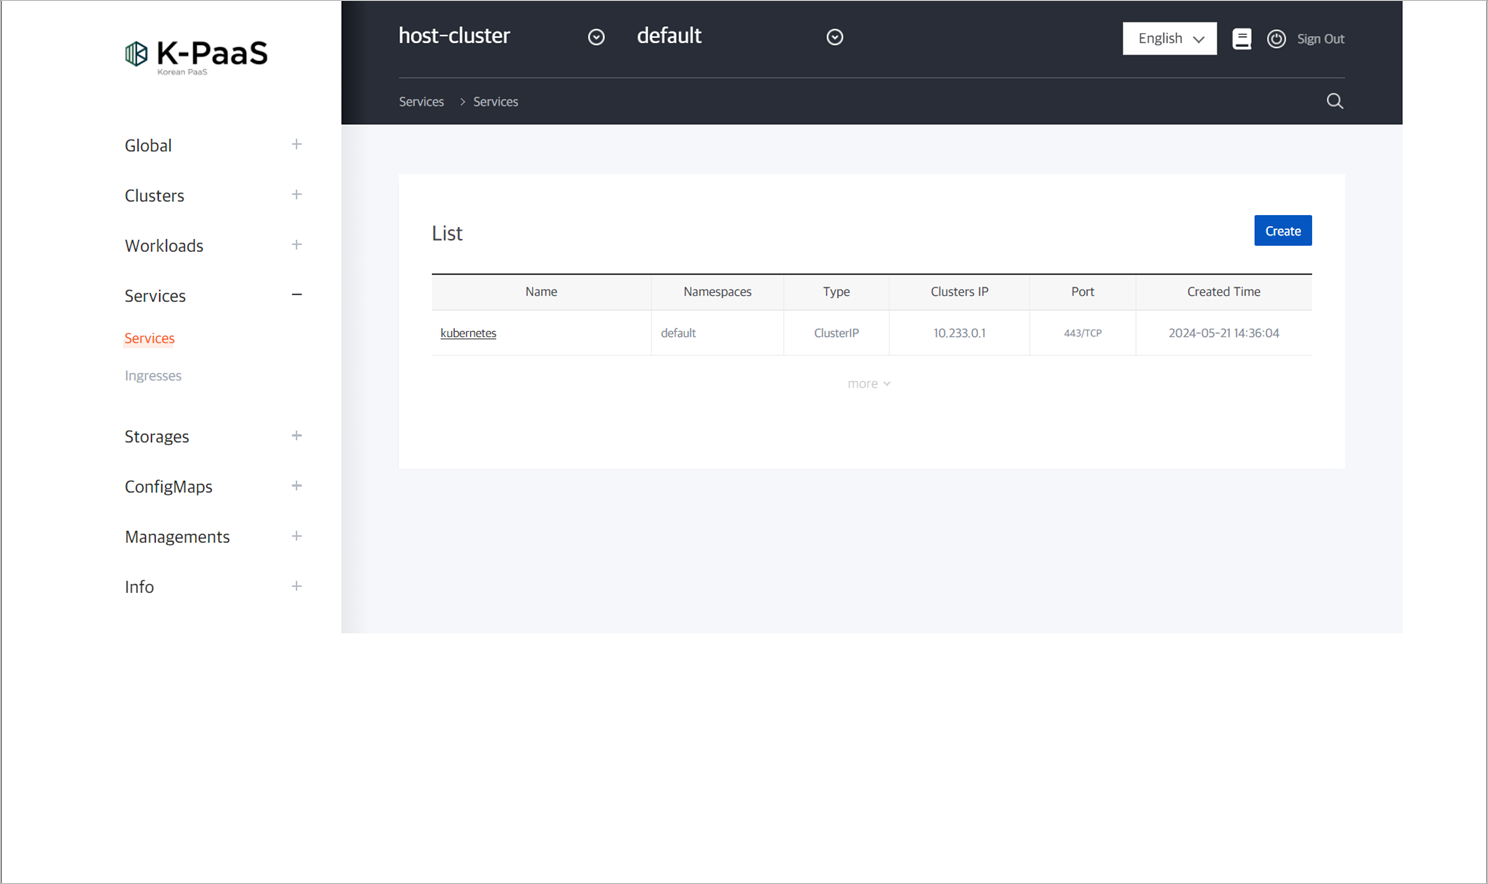 K-PaaS
Korean PaaS
host-cluster
default
English
Sign Out
Services > Services
Global
Clusters
Workloads
Services
Services
Ingresses
Storages
ConfigMaps
Managements
Info
List
Create
Name Namespaces Type Clusters IP Port Created Time
kubernetes default ClusterIP 10.233.0.1 443/TCP 2024-05-21 14:36:04
more